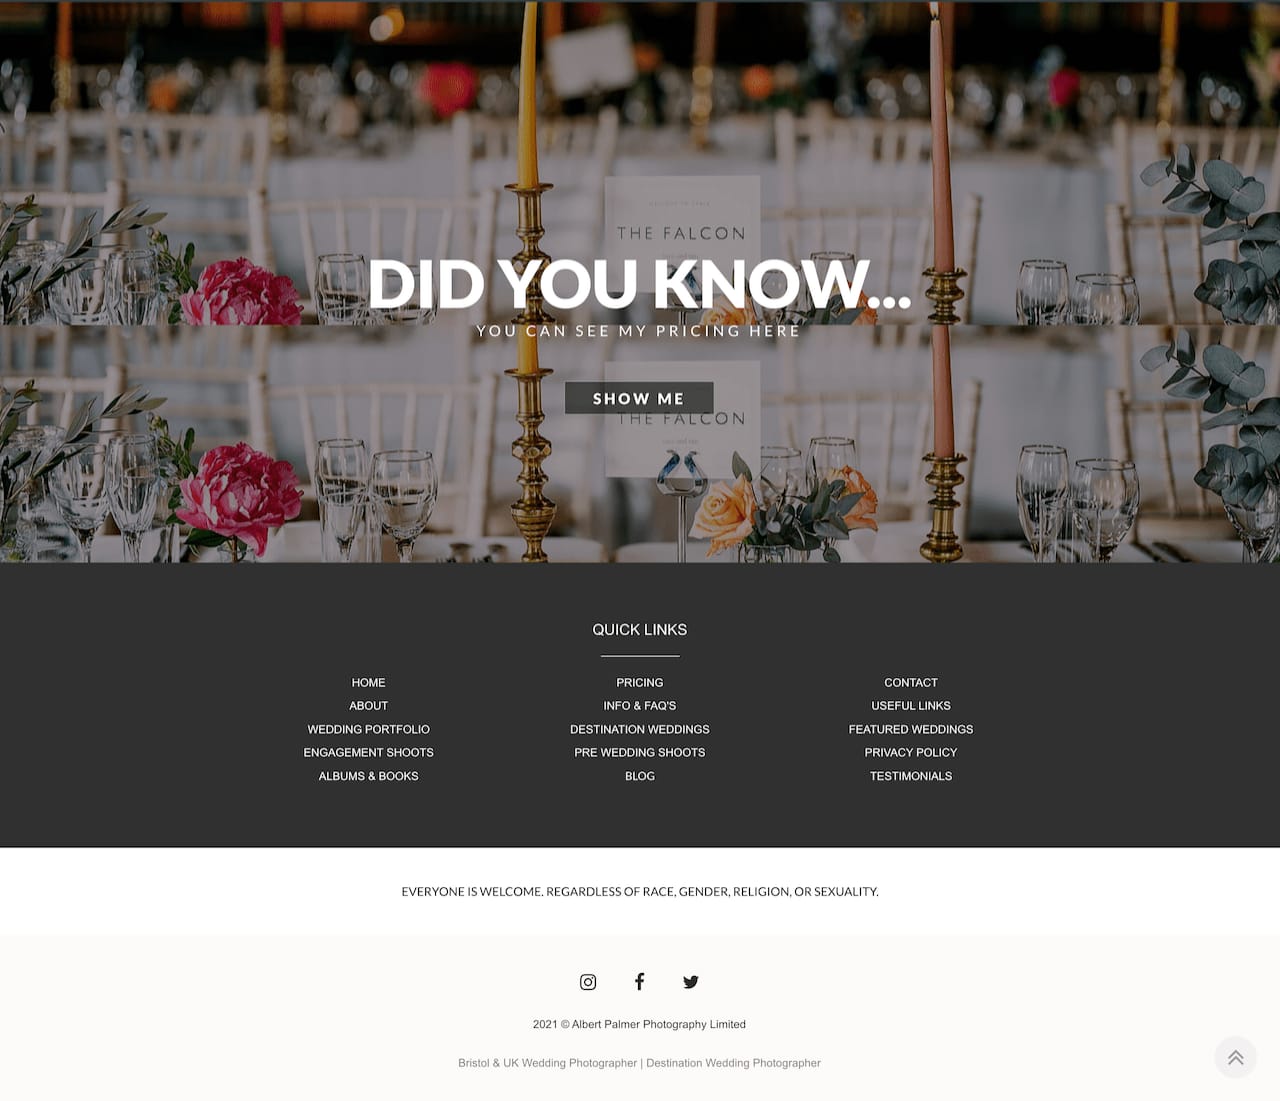 THE FALCON
DID YOU KNOW...
YOU CAN SEE MY PRICING HERE
SHOW ME
THE FALCON
QUICK LINKS
HOME
PRICING
CONTACT
ABOUT
INFO & FAQ'S
USEFUL LINKS
WEDDING PORTFOLIO
DESTINATION WEDDINGS
FEATURED WEDDINGS
ENGAGEMENT SHOOTS
PRE WEDDING SHOOTS
PRIVACY POLICY
ALBUMS & BOOKS
BLOG
TESTIMONIALS
EVERYONE IS WELCOME. REGARDLESS OF RACE, GENDER, RELIGION, OR SEXUALITY.
2021 © Albert Palmer Photography Limited
Bristol & UK Wedding Photographer | Destination Wedding Photographer